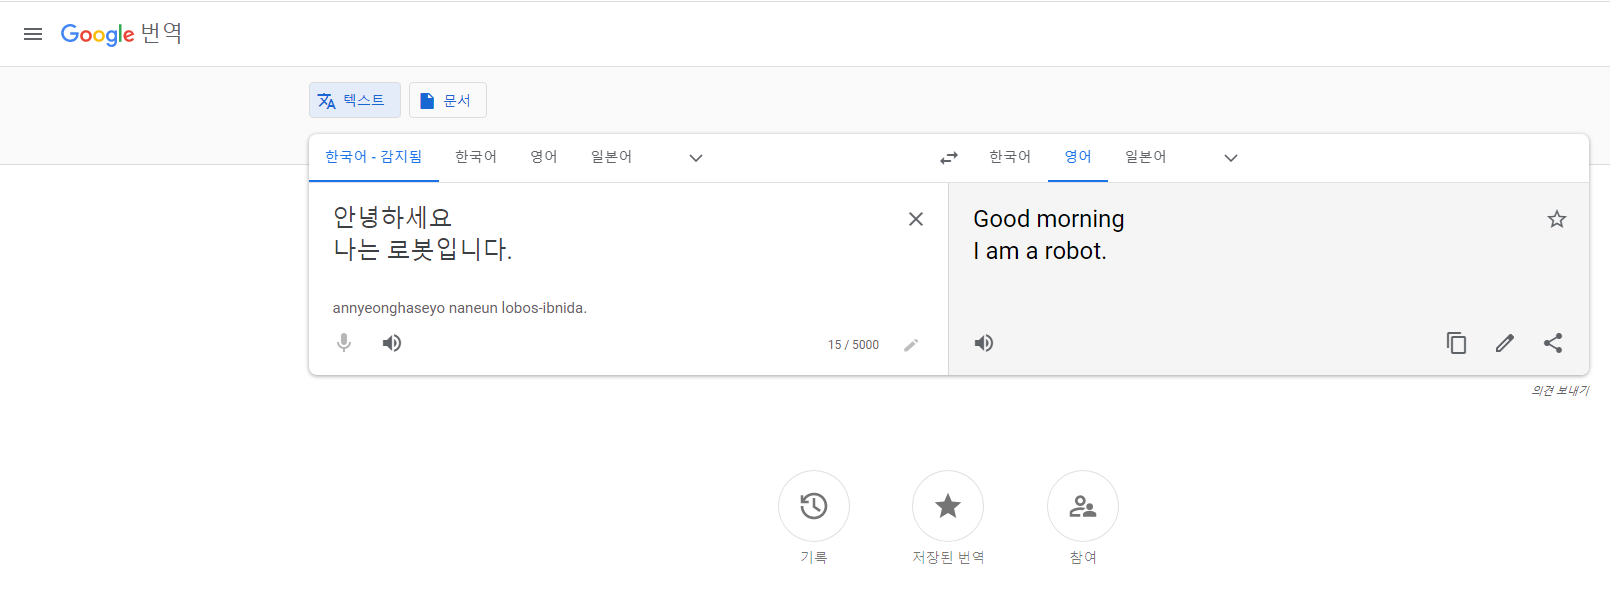 Google 번역
텍스트 문서
한국어 - 감지됨 한국어 영어 일본어 한국어 영어 일본어
안녕하세요
나는 로봇입니다.
annyeonghaseyo naneun lobos-ibnida.
15 / 5000
Good morning
I am a robot.
의견 보내기
기록 저장된 번역 참여